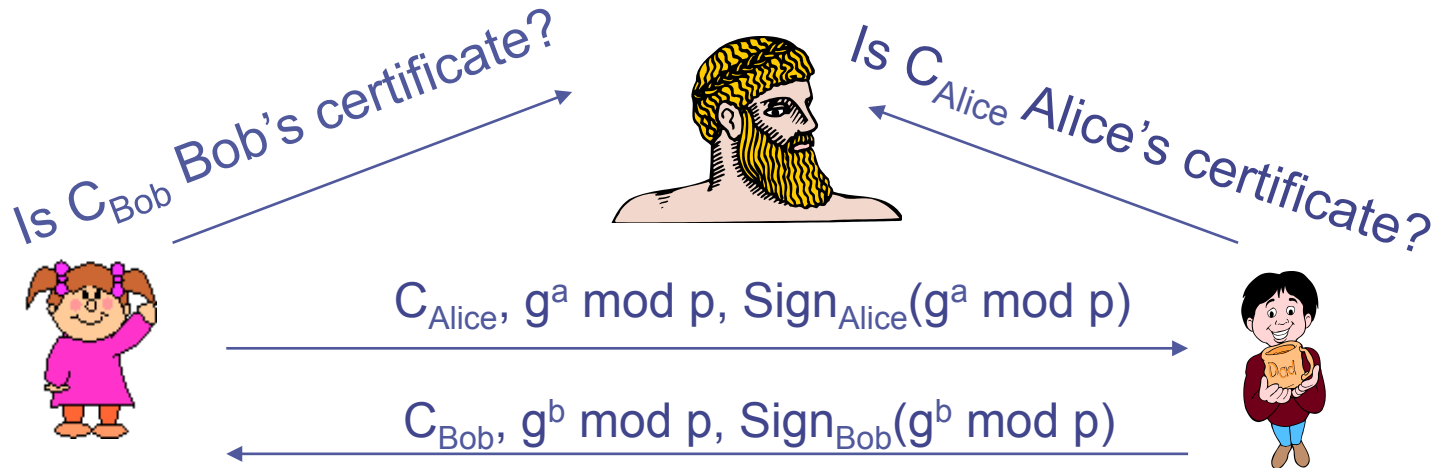 Is C_Bob Bob’s certificate?
Is C_Alice Alice’s certificate?
C_Alice, g^a mod p, Sign_Alice(g^a mod p)
Dad
C_Bob, g^b mod p, Sign_Bob(g^b mod p)